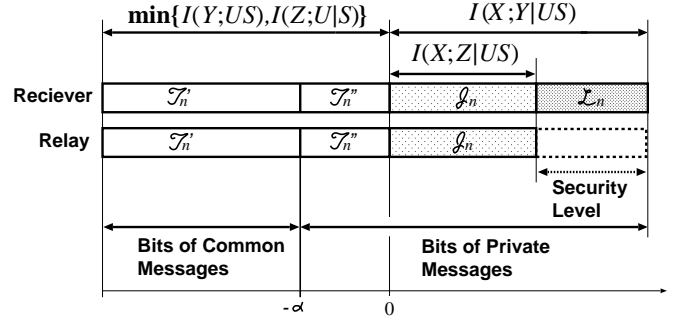 min{I(Y;US),I(Z;U|S)} I(X;Y|US)
I(X;Z|US)
Reciever 𝒯ₙ′ 𝒯ₙ″ 𝒥ₙ ℒₙ
Relay 𝒯ₙ′ 𝒯ₙ″ 𝒥ₙ
Security
Level
Bits of Common Bits of Private
Messages Messages
-α 0